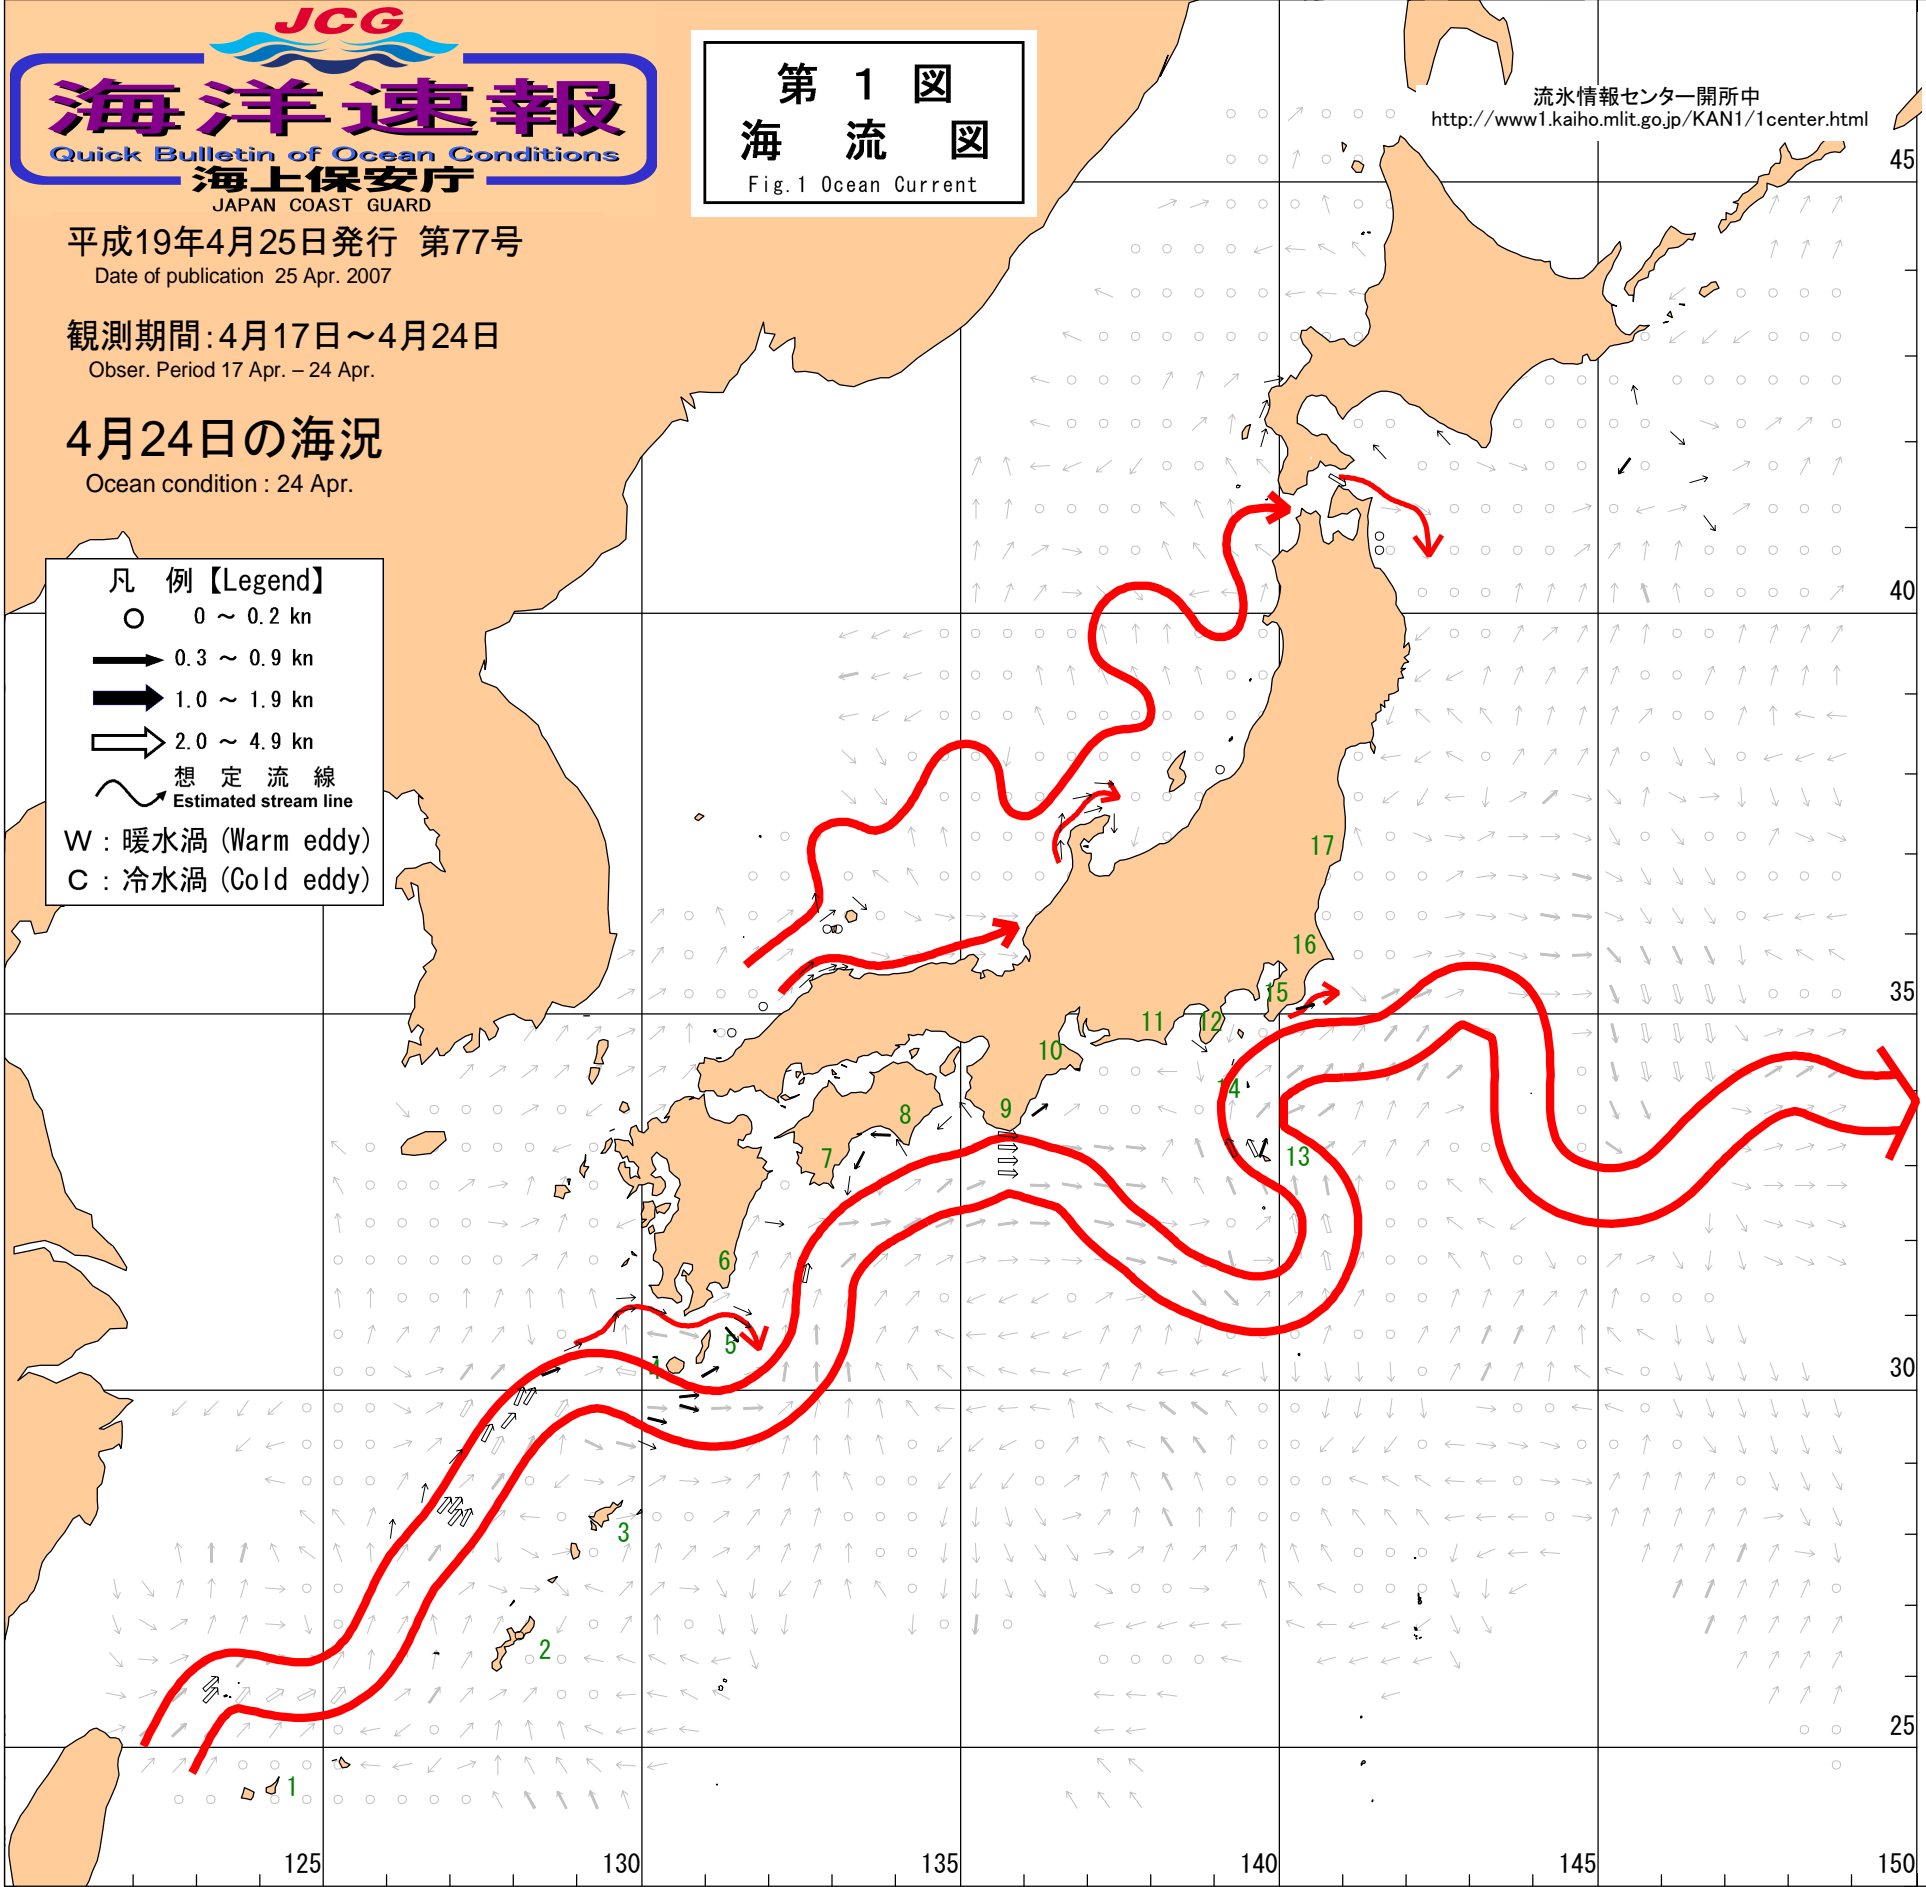 JCG
海洋速報
Quick Bulletin of Ocean Conditions
海上保安庁
JAPAN COAST GUARD
平成19年4月25日発行 第77号
Date of publication 25 Apr. 2007
観測期間:4月17日～4月24日
Obser. Period 17 Apr. – 24 Apr.
4月24日の海況
Ocean condition : 24 Apr.
第 1 図
海 流 図
Fig.1 Ocean Current
流氷情報センター開所中
http://www1.kaiho.mlit.go.jp/KAN1/1center.html
凡 例【Legend】
0 ～ 0.2 kn
0.3 ～ 0.9 kn
1.0 ～ 1.9 kn
2.0 ～ 4.9 kn
想 定 流 線
Estimated stream line
W : 暖水渦 (Warm eddy)
C : 冷水渦 (Cold eddy)
45
40
35
30
25
17
16
15
12
11
10
14
9
8
13
7
6
5
4
3
2
1
125
130
135
140
145
150